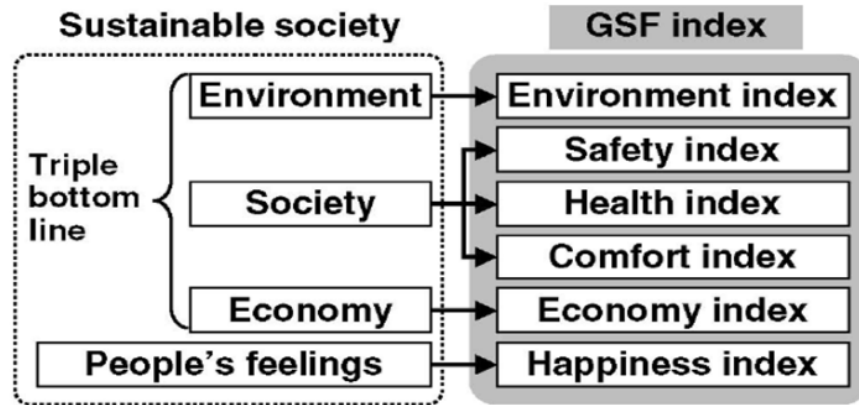 Sustainable society
GSF index
Triple
bottom
line
Environment
Society
Economy
People's feelings
Environment index
Safety index
Health index
Comfort index
Economy index
Happiness index